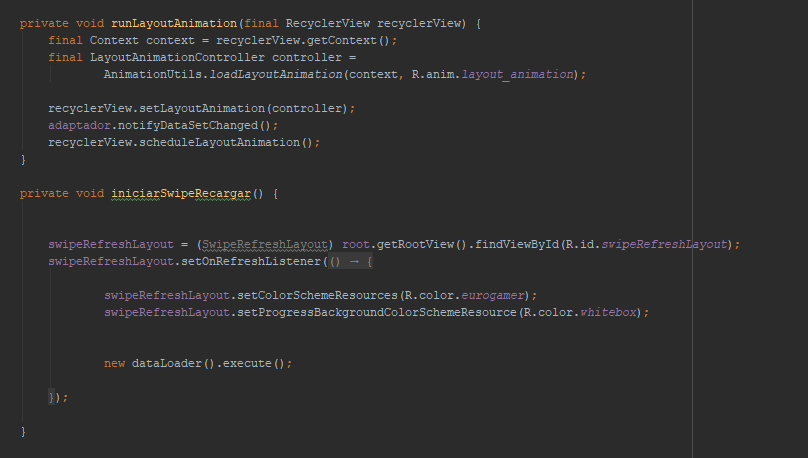 private void runLayoutAnimation(final RecyclerView recyclerView) {
final Context context = recyclerView.getContext();
final LayoutAnimationController controller =
AnimationUtils.loadLayoutAnimation(context, R.anim.layout_animation);
recyclerView.setLayoutAnimation(controller);
adaptador.notifyDataSetChanged();
recyclerView.scheduleLayoutAnimation();
}
private void iniciarSwipeRecargar() {
swipeRefreshLayout = (SwipeRefreshLayout) root.getRootView().findViewById(R.id.swipeRefreshLayout);
swipeRefreshLayout.setOnRefreshListener(() → {
swipeRefreshLayout.setColorSchemeResources(R.color.eurogamer);
swipeRefreshLayout.setProgressBackgroundColorSchemeResource(R.color.whitebox);
new dataLoader().execute();
});
}